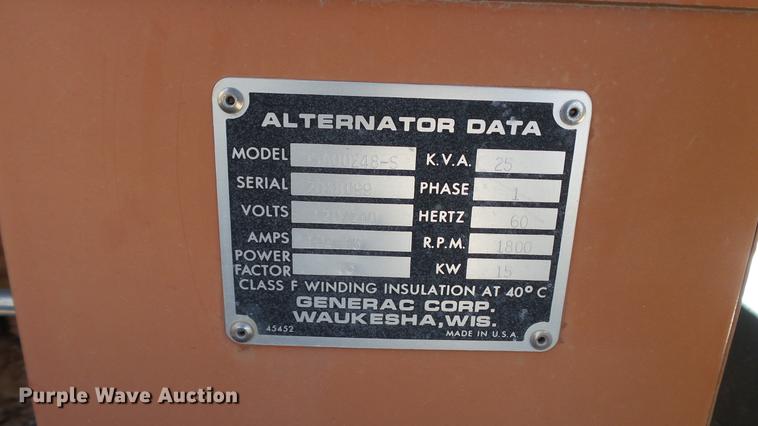 ALTERNATOR DATA
MODEL K.V.A. 25
SERIAL PHASE 1
VOLTS HERTZ 60
AMPS R.P.M. 1800
POWER FACTOR KW 15
CLASS F WINDING INSULATION AT 40° C
GENERAC CORP.
WAUKESHA, WIS.
45452 MADE IN U.S.A.
Purple Wave Auction